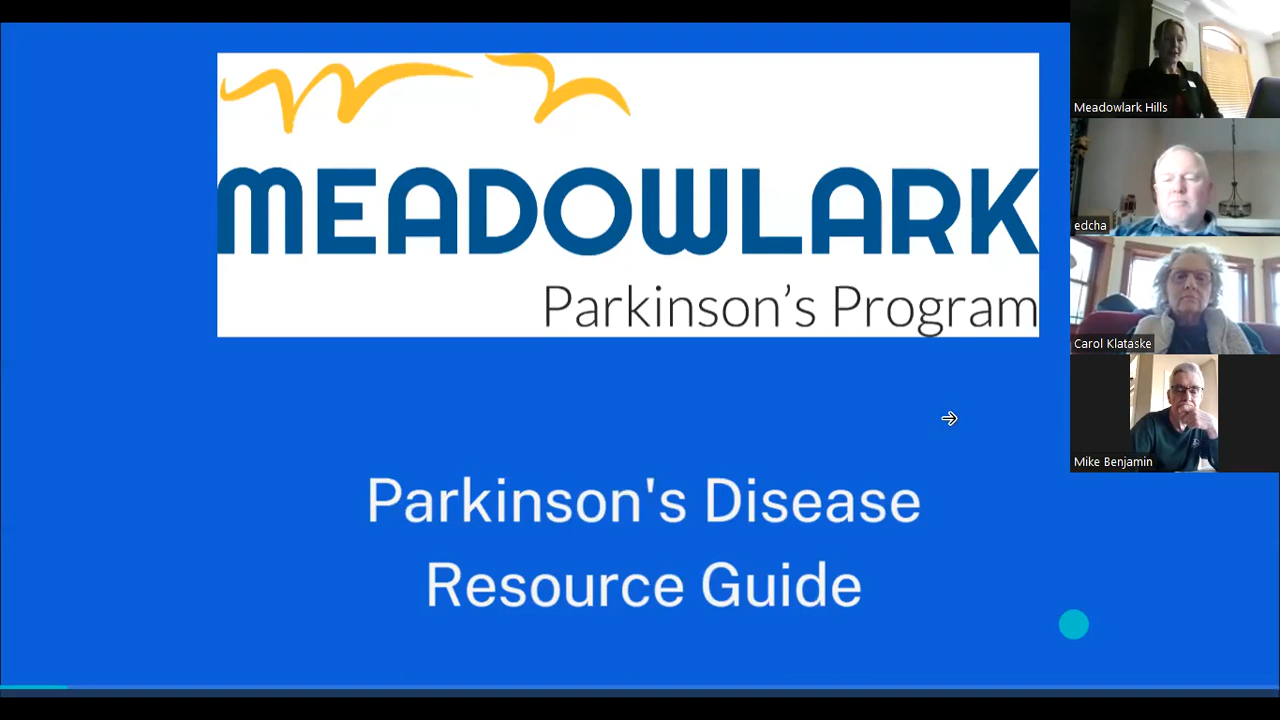 MEADOWLARK
Parkinson's Program
Parkinson's Disease
Resource Guide
Meadowlark Hills
edcha
Carol Klataske
Mike Benjamin